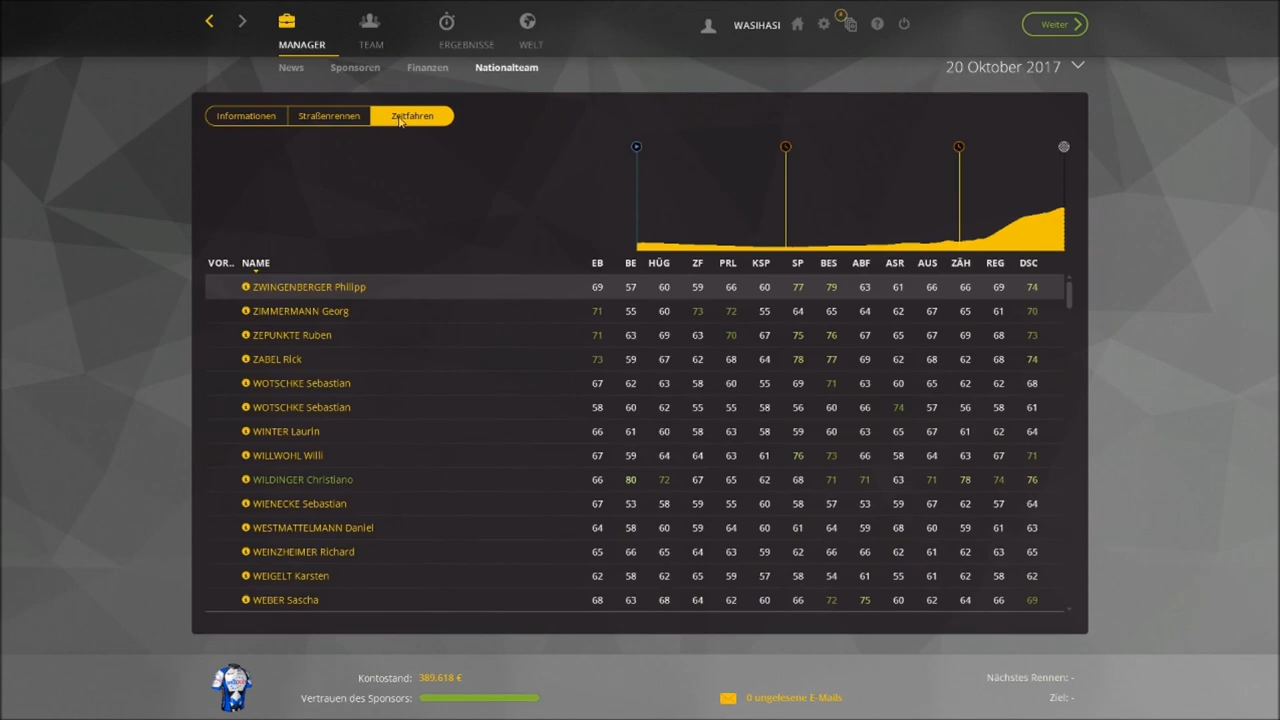 MANAGER
TEAM
ERGEBNISSE
WELT
WASIHASI
Weiter
News
Sponsoren
Finanzen
Nationalteam
20 Oktober 2017
Informationen
Straßenrennen
Zeitfahren
VOR.. NAME EB BE HÜG ZF PRL KSP SP BES ABF ASR AUS ZÄH REG DSC
ZWINGENBERGER Philipp 69 57 60 59 66 60 77 79 63 61 66 66 69 74
ZIMMERMANN Georg 71 55 60 73 72 55 64 65 64 62 67 65 61 70
ZEPUNTKE Ruben 71 63 69 63 70 67 75 76 67 65 67 69 68 73
ZABEL Rick 73 59 67 62 68 64 78 77 69 62 68 62 68 74
WOTSCHKE Sebastian 67 62 63 58 60 55 69 71 63 60 65 62 62 68
WOTSCHKE Sebastian 58 60 62 55 55 58 56 60 66 74 57 56 58 61
WINTER Laurin 66 61 60 58 63 58 59 60 63 65 67 61 62 64
WILLWOHL Willi 67 59 64 64 63 61 76 73 66 58 64 63 67 71
WILDINGER Christiano 66 80 72 67 65 62 68 71 71 63 71 78 74 76
WIENECKE Sebastian 67 53 58 59 55 60 58 57 53 59 67 62 57 64
WESTMATTELMANN Daniel 64 58 60 59 64 60 61 64 59 68 60 59 61 63
WEINZHEIMER Richard 65 66 65 64 63 59 62 66 66 62 61 62 63 65
WEIGELT Karsten 62 58 62 65 59 57 58 54 61 55 61 62 58 62
WEBER Sascha 68 63 68 64 62 60 66 72 75 60 62 64 66 69
Kontostand: 389.618 €
Vertrauen des Sponsors:
0 ungelesene E-Mails
Nächstes Rennen: -
Ziel: -